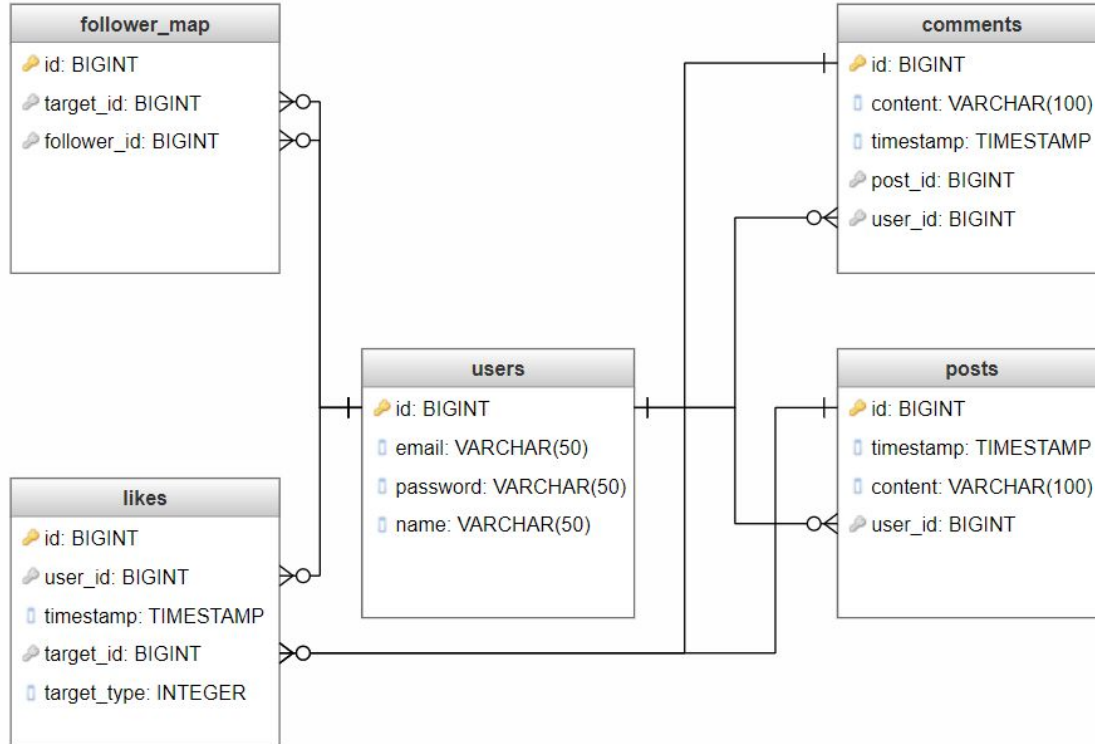 follower_map
id: BIGINT
target_id: BIGINT
follower_id: BIGINT
comments
id: BIGINT
content: VARCHAR(100)
timestamp: TIMESTAMP
post_id: BIGINT
user_id: BIGINT
users
id: BIGINT
email: VARCHAR(50)
password: VARCHAR(50)
name: VARCHAR(50)
posts
id: BIGINT
timestamp: TIMESTAMP
content: VARCHAR(100)
user_id: BIGINT
likes
id: BIGINT
user_id: BIGINT
timestamp: TIMESTAMP
target_id: BIGINT
target_type: INTEGER